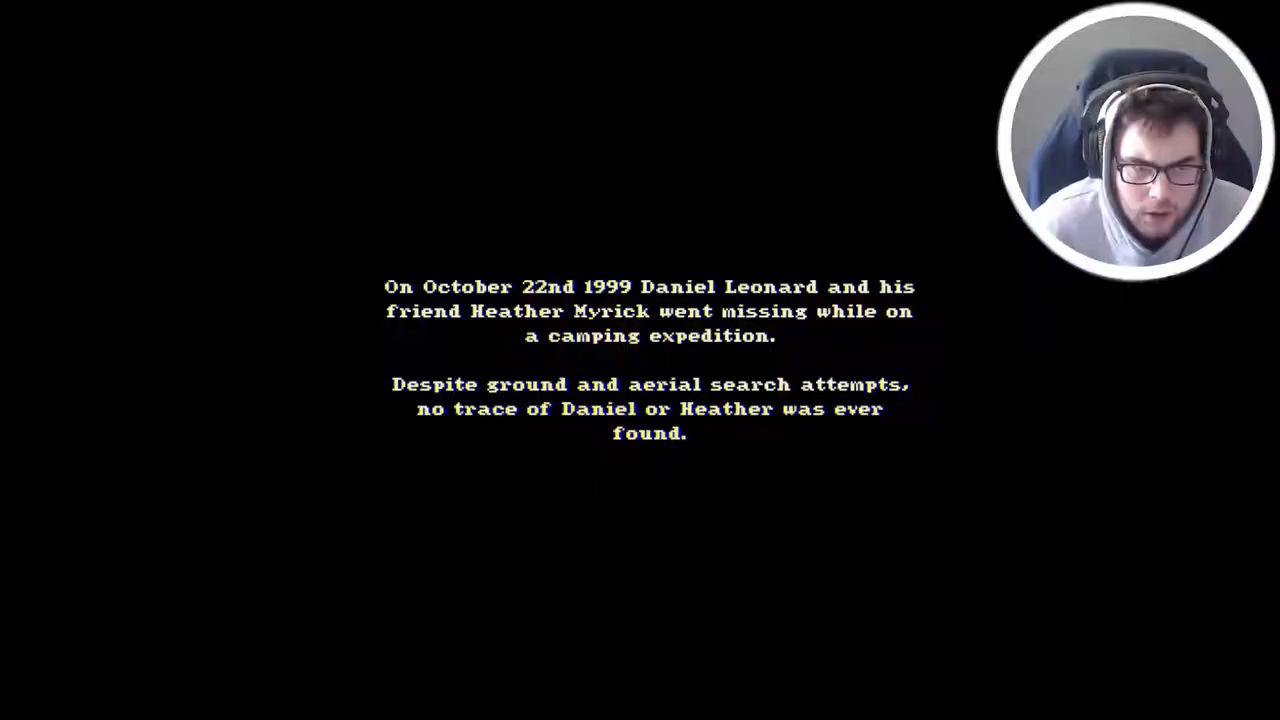 On October 22nd 1999 Daniel Leonard and his
friend Heather Myrick went missing while on
a camping expedition.
Despite ground and aerial search attempts,
no trace of Daniel or Heather was ever
found.